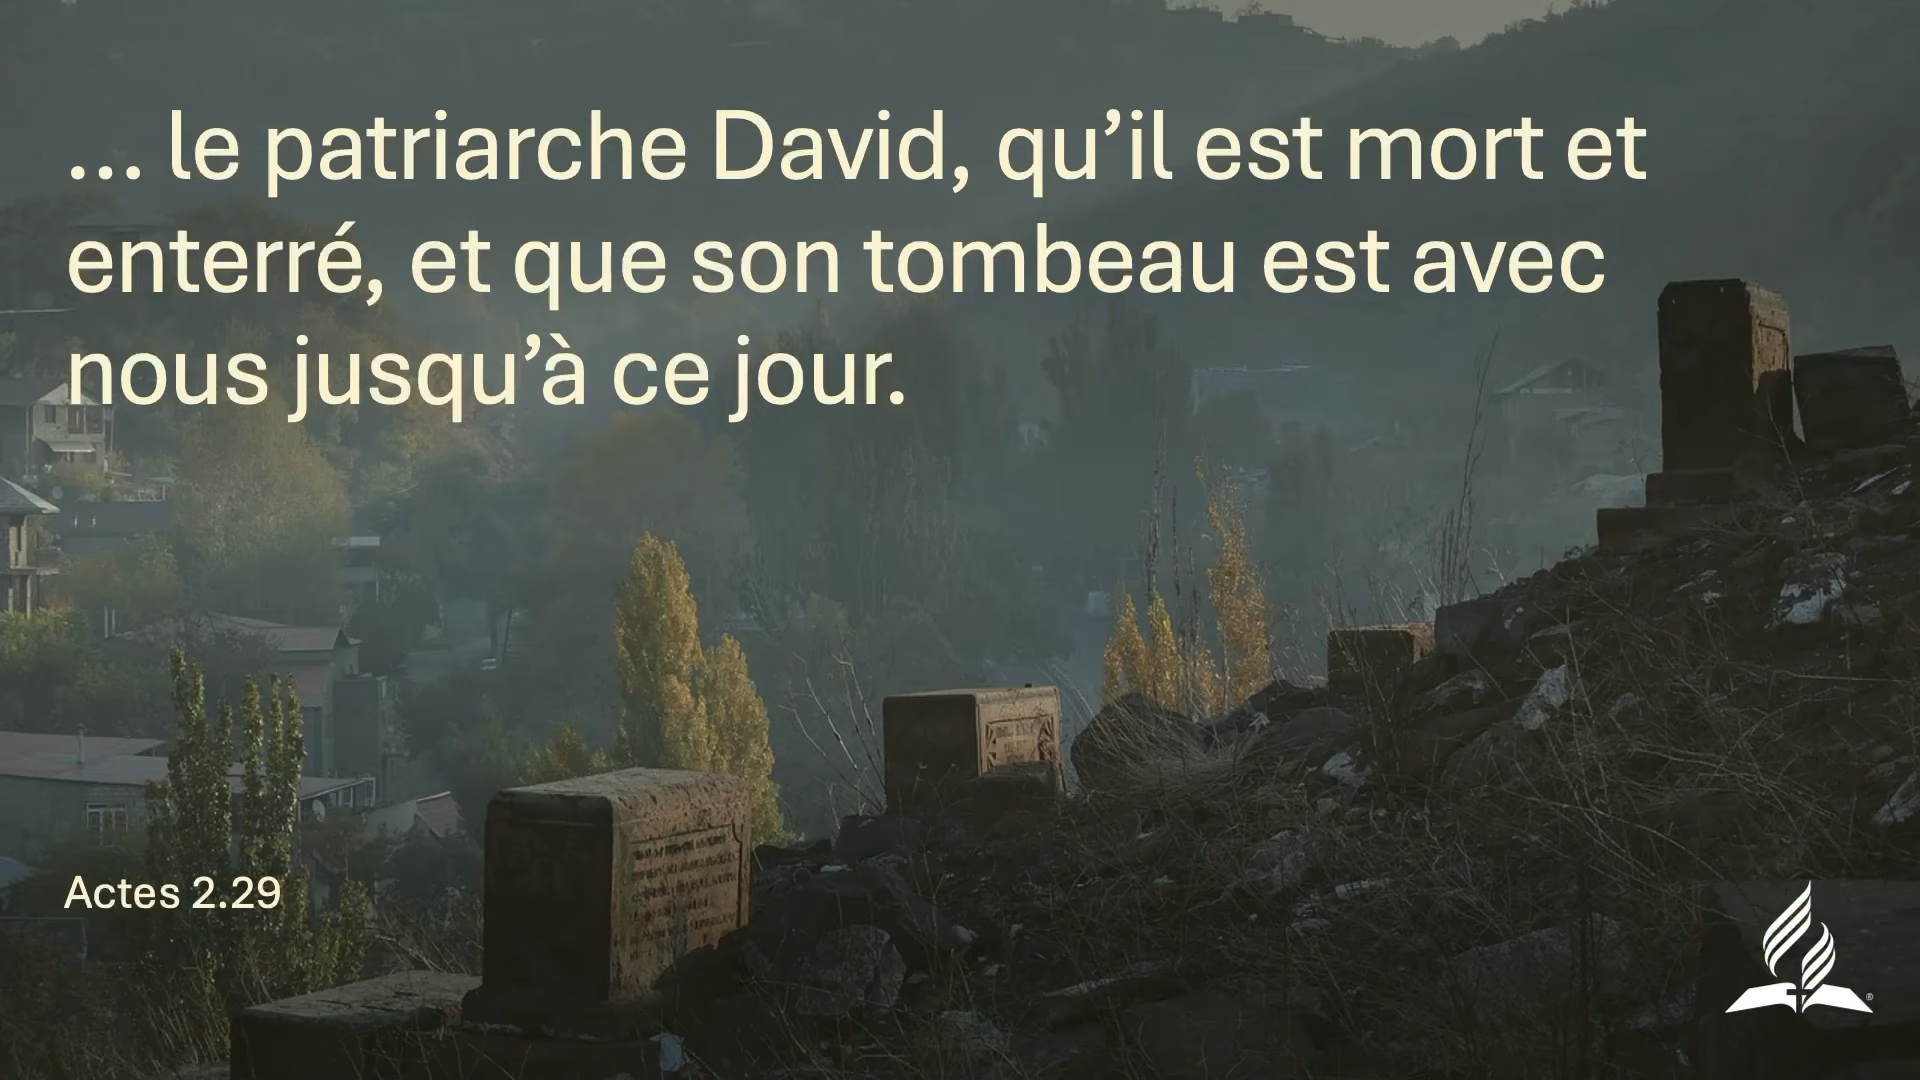 ... le patriarche David, qu’il est mort et
enterré, et que son tombeau est avec
nous jusqu’à ce jour.
Actes 2.29
®